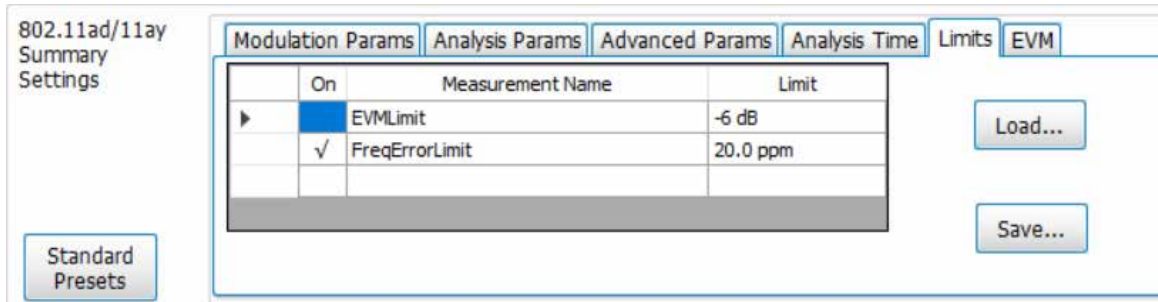 802.11ad/11ay
Summary
Settings
Modulation Params Analysis Params Advanced Params Analysis Time Limits EVM
On Measurement Name Limit
EVMLimit -6 dB
√ FreqErrorLimit 20.0 ppm
Load...
Save...
Standard
Presets